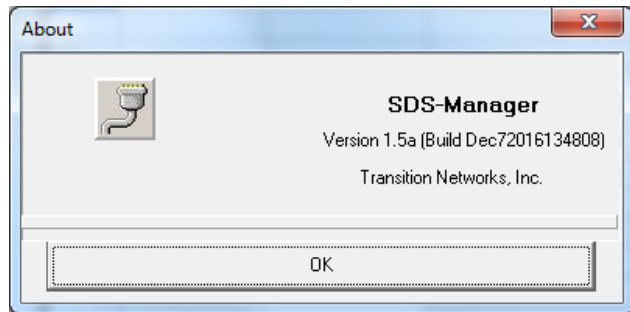 About
SDS-Manager
Version 1.5a (Build Dec72016134808)
Transition Networks, Inc.
OK